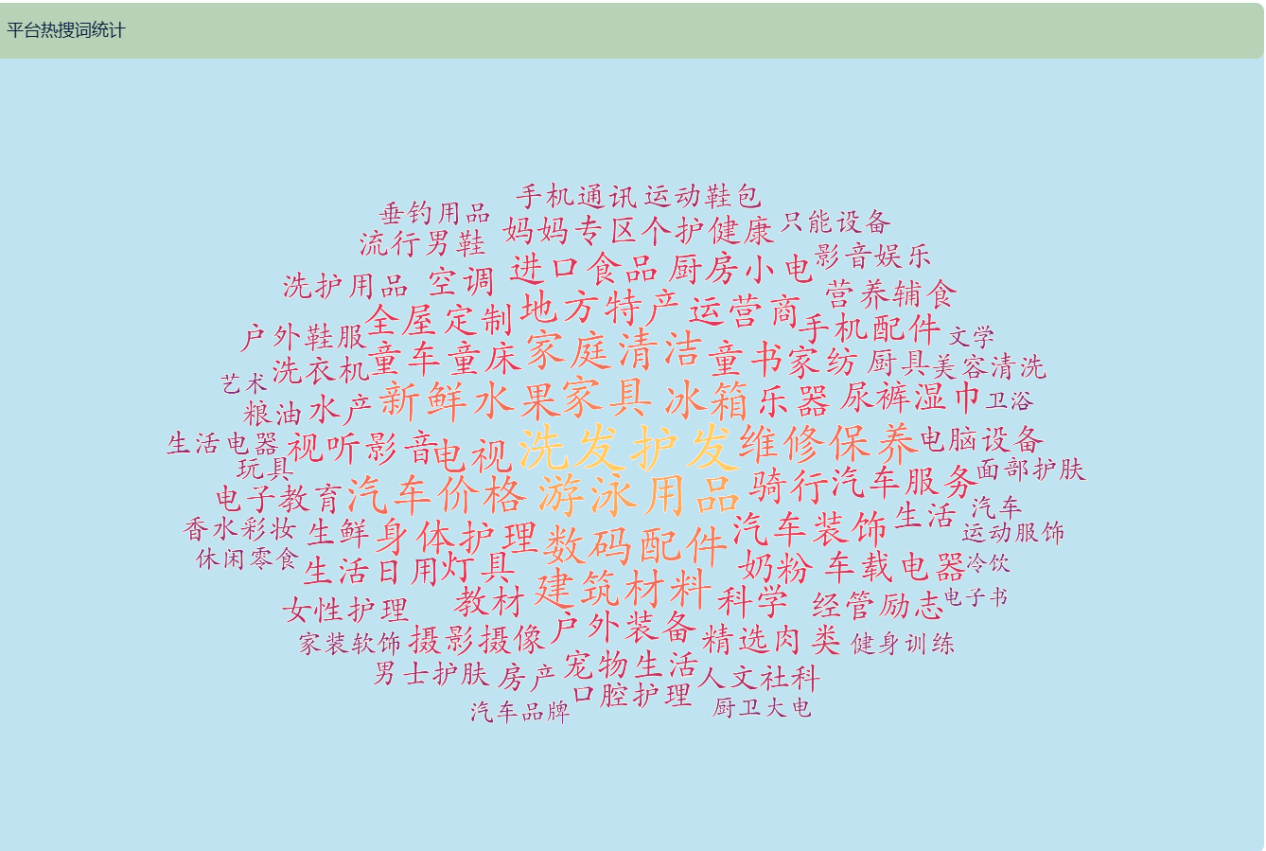 平台热搜词统计
手机通讯 运动鞋包
垂钓用品 妈妈专区 个护健康 只能设备
流行男鞋 进口食品 厨房小电 影音娱乐
洗护用品 空调 地方特产 运营商 营养辅食
户外鞋服 全屋定制 家庭清洁 手机配件 文学
艺术 洗衣机 童车童床 童书 家纺 厨具 美容清洗
粮油 水产 新鲜水果 家具 冰箱 乐器 尿裤湿巾 卫浴
生活电器 视听影音 电视 洗发护发 维修保养 电脑设备
玩具 骑行 汽车服务 面部护肤
电子教育 汽车价格 游泳用品 生活 汽车
香水彩妆 生鲜 身体护理 数码配件 汽车装饰 运动服饰
休闲零食 生活日用 灯具 奶粉 车载电器 冷饮
女性护理 教材 建筑材料 科学 经管励志 电子书
家装软饰 摄影摄像 户外装备 精选肉类 健身训练
男士护肤 房产 宠物生活 人文社科
汽车品牌 口腔护理 厨卫大电